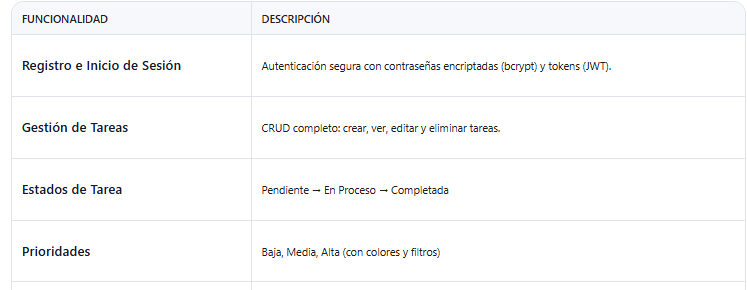 FUNCIONALIDAD DESCRIPCIÓN
Registro e Inicio de Sesión Autenticación segura con contraseñas encriptadas (bcrypt) y tokens (JWT).
Gestión de Tareas CRUD completo: crear, ver, editar y eliminar tareas.
Estados de Tarea Pendiente → En Proceso → Completada
Prioridades Baja, Media, Alta (con colores y filtros)